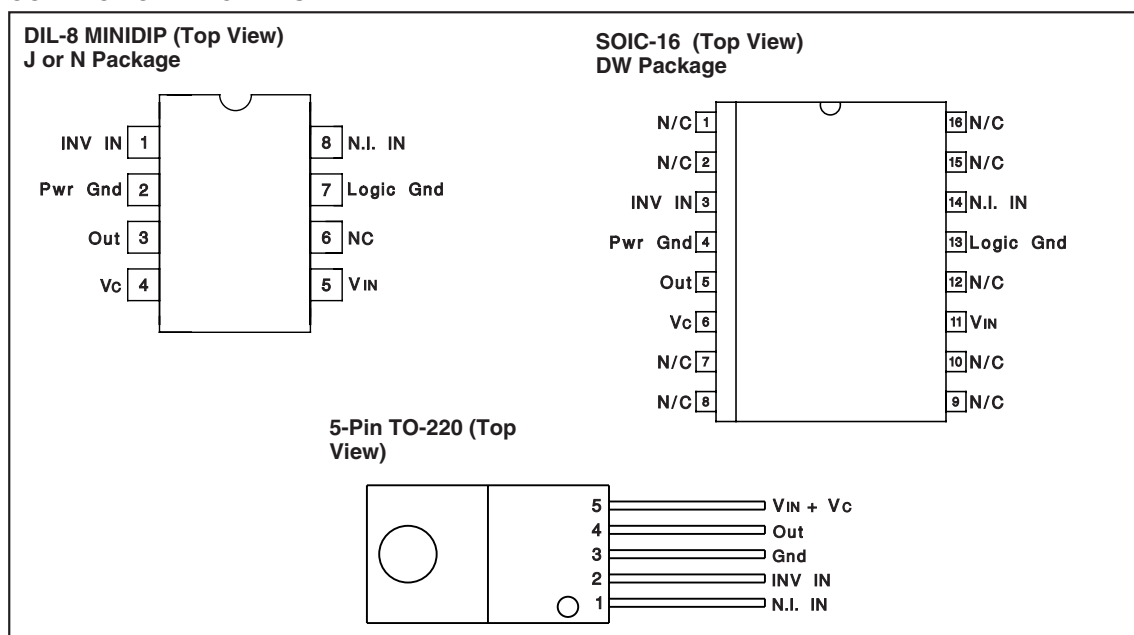 DIL-8 MINIDIP (Top View)
J or N Package
INV IN 1
8 N.I. IN
Pwr Gnd 2
7 Logic Gnd
Out 3
6 NC
VC 4
5 VIN
SOIC-16 (Top View)
DW Package
N/C 1
16 N/C
N/C 2
15 N/C
INV IN 3
14 N.I. IN
Pwr Gnd 4
13 Logic Gnd
Out 5
12 N/C
VC 6
11 VIN
N/C 7
10 N/C
N/C 8
9 N/C
5-Pin TO-220 (Top
View)
5 VIN + VC
4 Out
3 Gnd
2 INV IN
1 N.I. IN